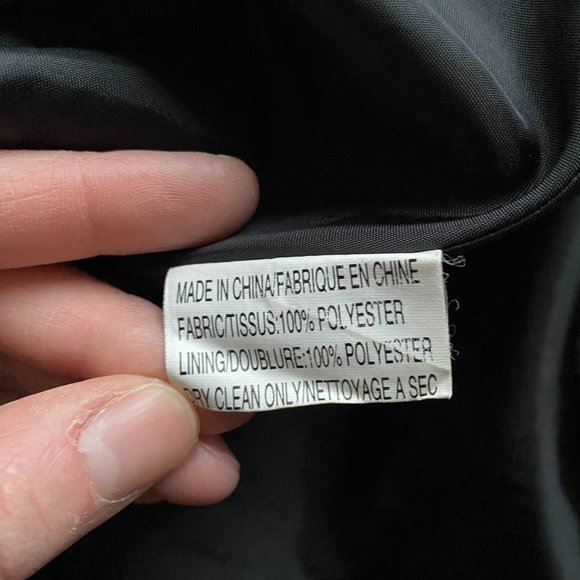 MADE IN CHINA/FABRIQUE EN CHINE
FABRIC/TISSUS:100% POLYESTER
LINING/DOUBLURE:100% POLYESTER
DRY CLEAN ONLY/NETTOYAGE A SEC